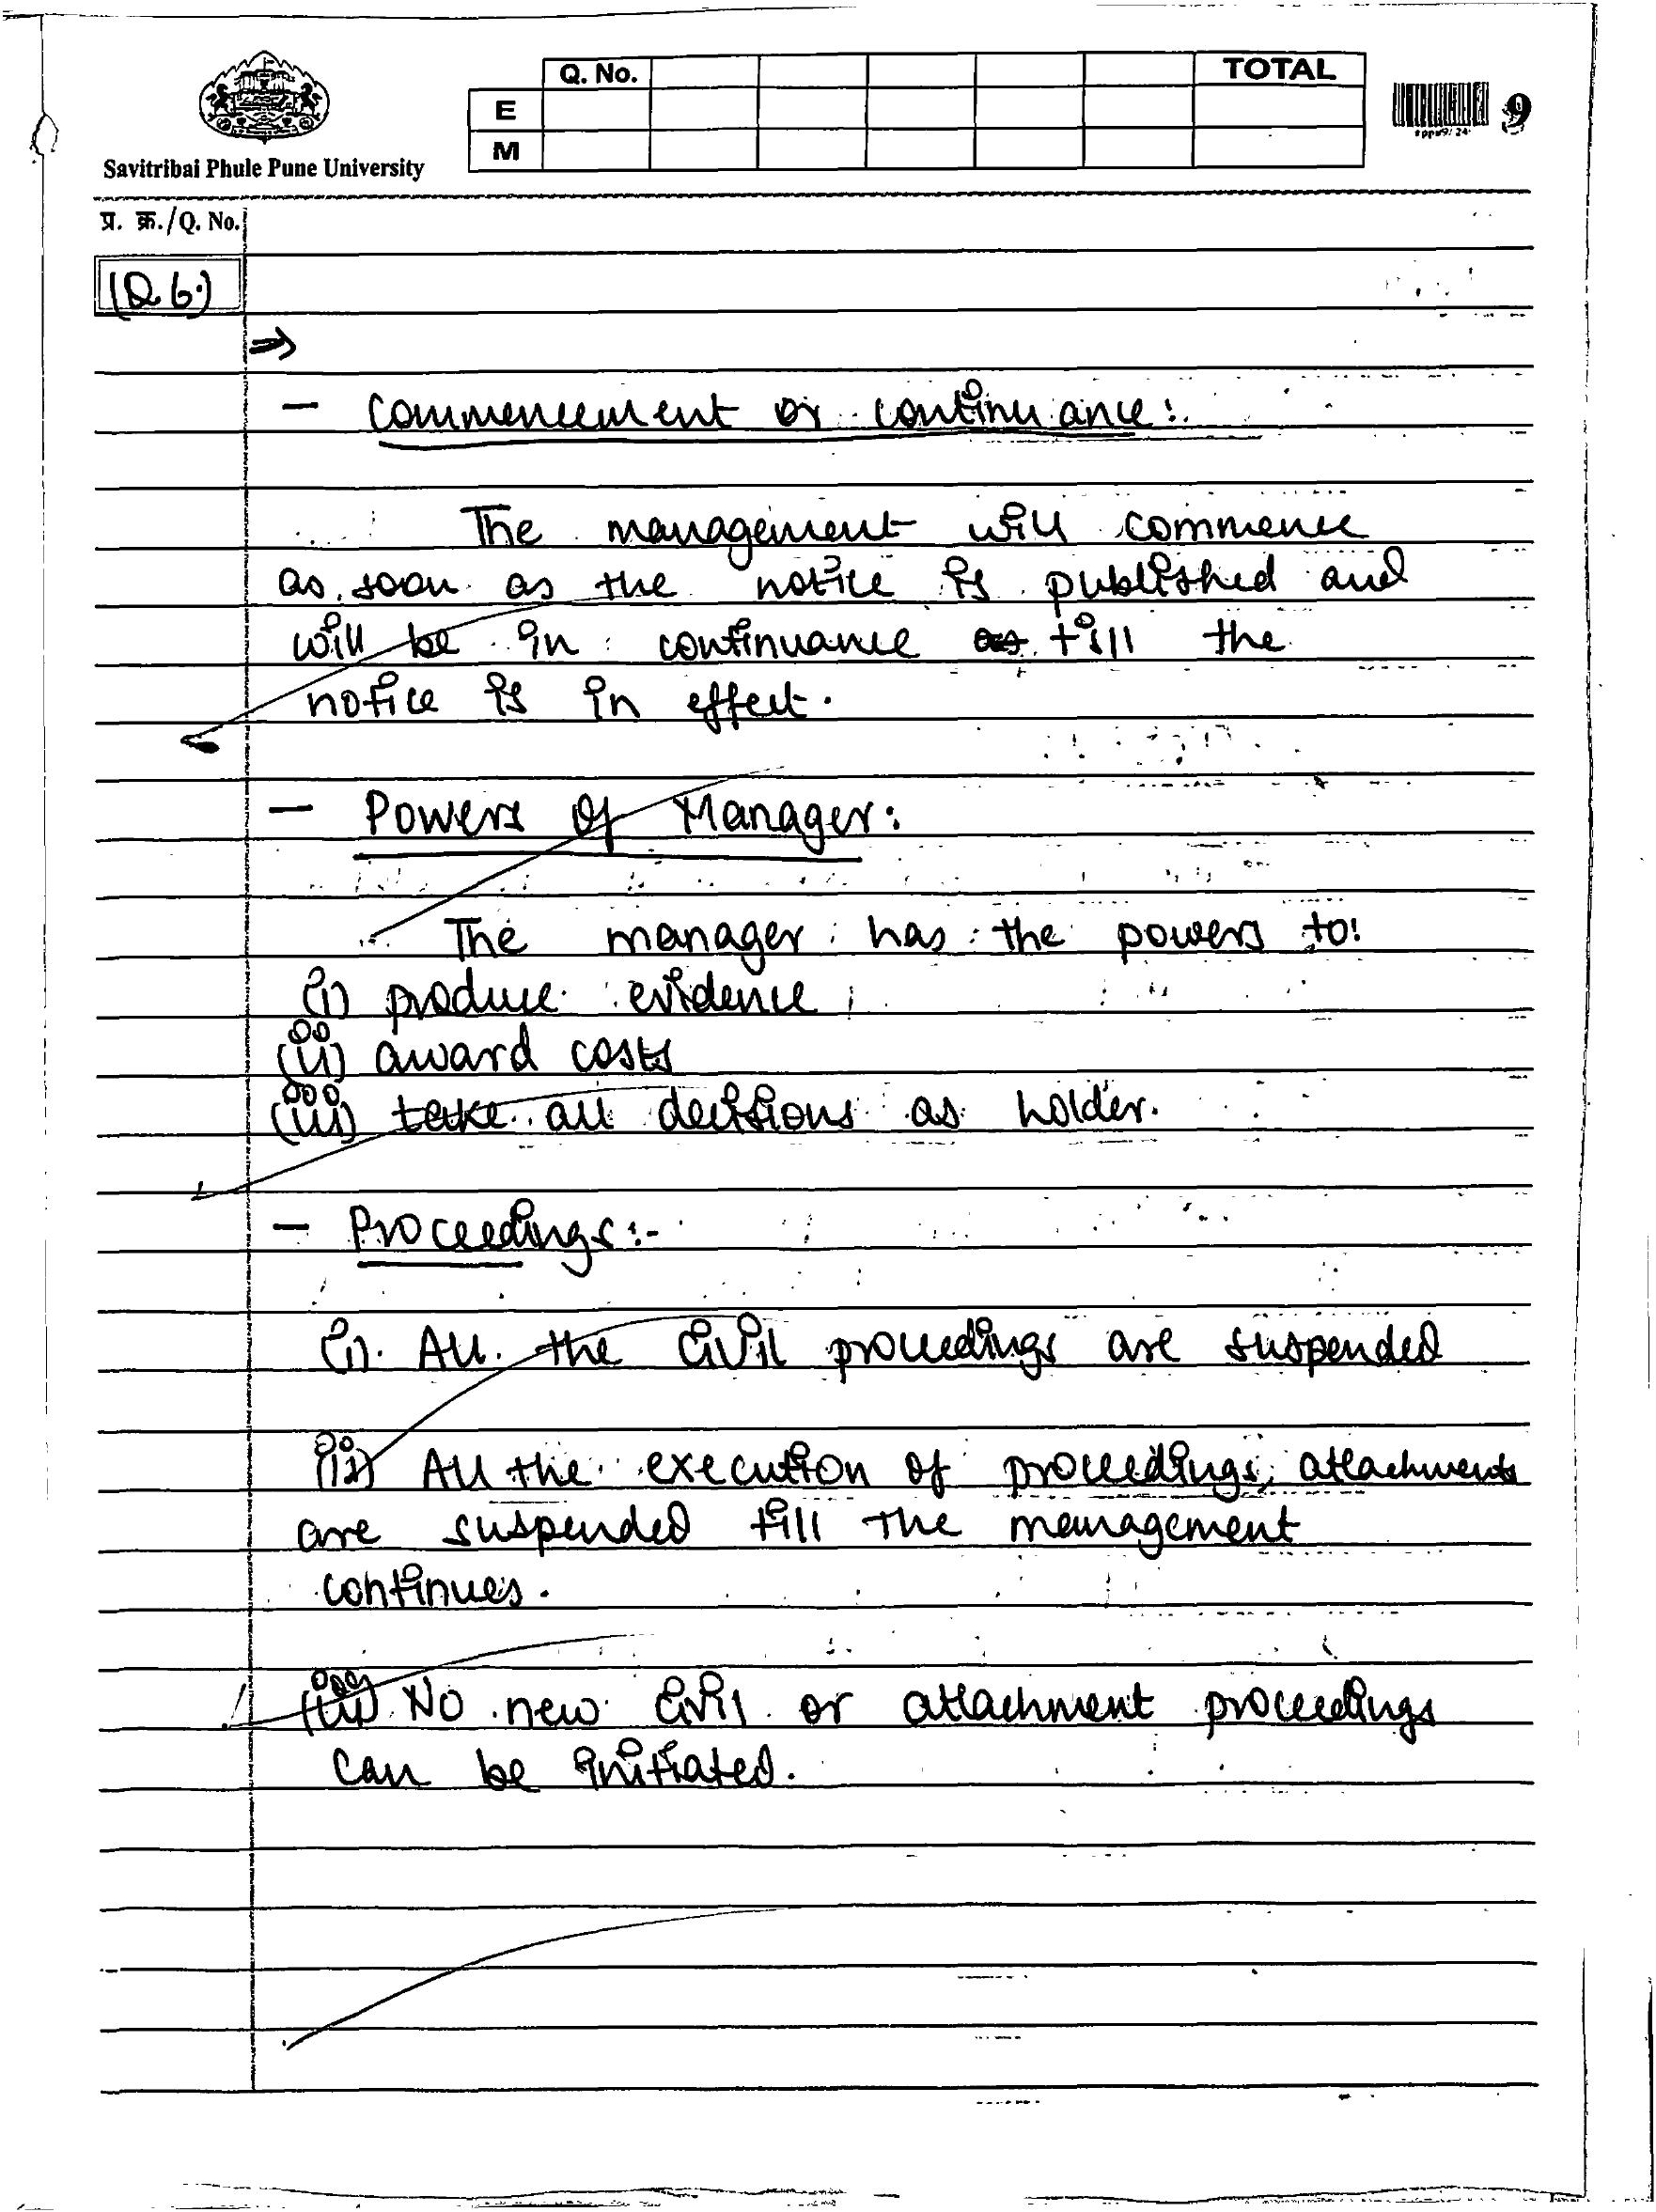 Q. No. TOTAL
E
M
9
Savitribai Phule Pune University
प्र. क्र./Q. No.
(Q 6.)
⇒
– Commencement or continuance:
The management will commence
as soon as the notice is published and
will be in continuance till the
notice is in effect.
– Powers of Manager:
The manager has the powers to:
(i) produce evidence
(ii) award costs
(iii) take all decisions as holder.
– Proceedings:-
(i). All the civil proceedings are suspended
(ii) All the execution of proceedings, attachments
are suspended till the management
continues.
(iii) No new civil or attachment proceedings
can be initiated.